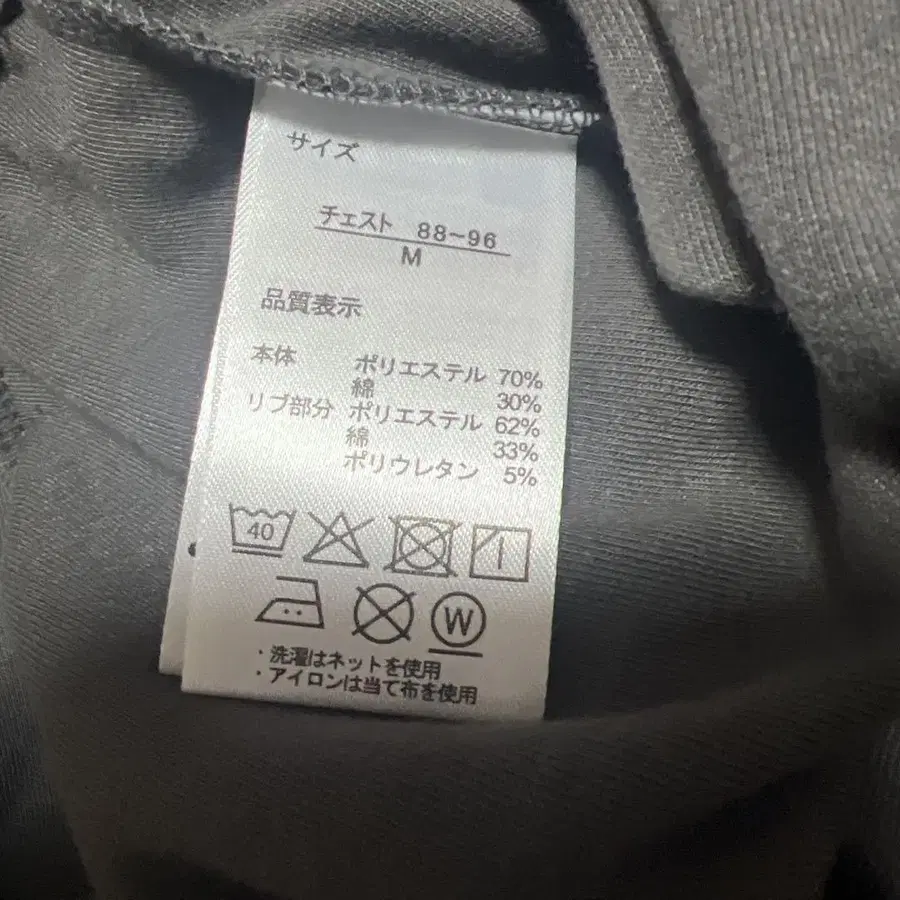 サイズ
チェスト 88~96
M
品質表示
本体 ポリエステル 70%
綿 30%
リブ部分 ポリエステル 62%
綿 33%
ポリウレタン 5%
40
W
・洗濯はネットを使用
・アイロンは当て布を使用